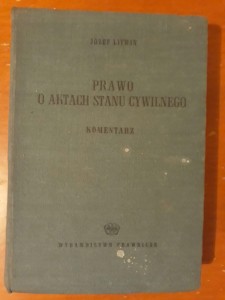 JÓZEF LITWIN
PRAWO
O AKTACH STANU CYWILNEGO
KOMENTARZ
WYDAWNICTWO PRAWNICZE